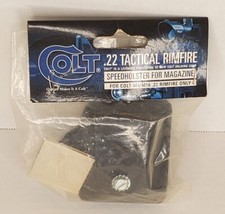 COLT
.22 TACTICAL RIMFIRE
SPEEDHOLSTER FOR MAGAZINE
FOR COLT M4/M16 .22 RIMFIRE ONLY